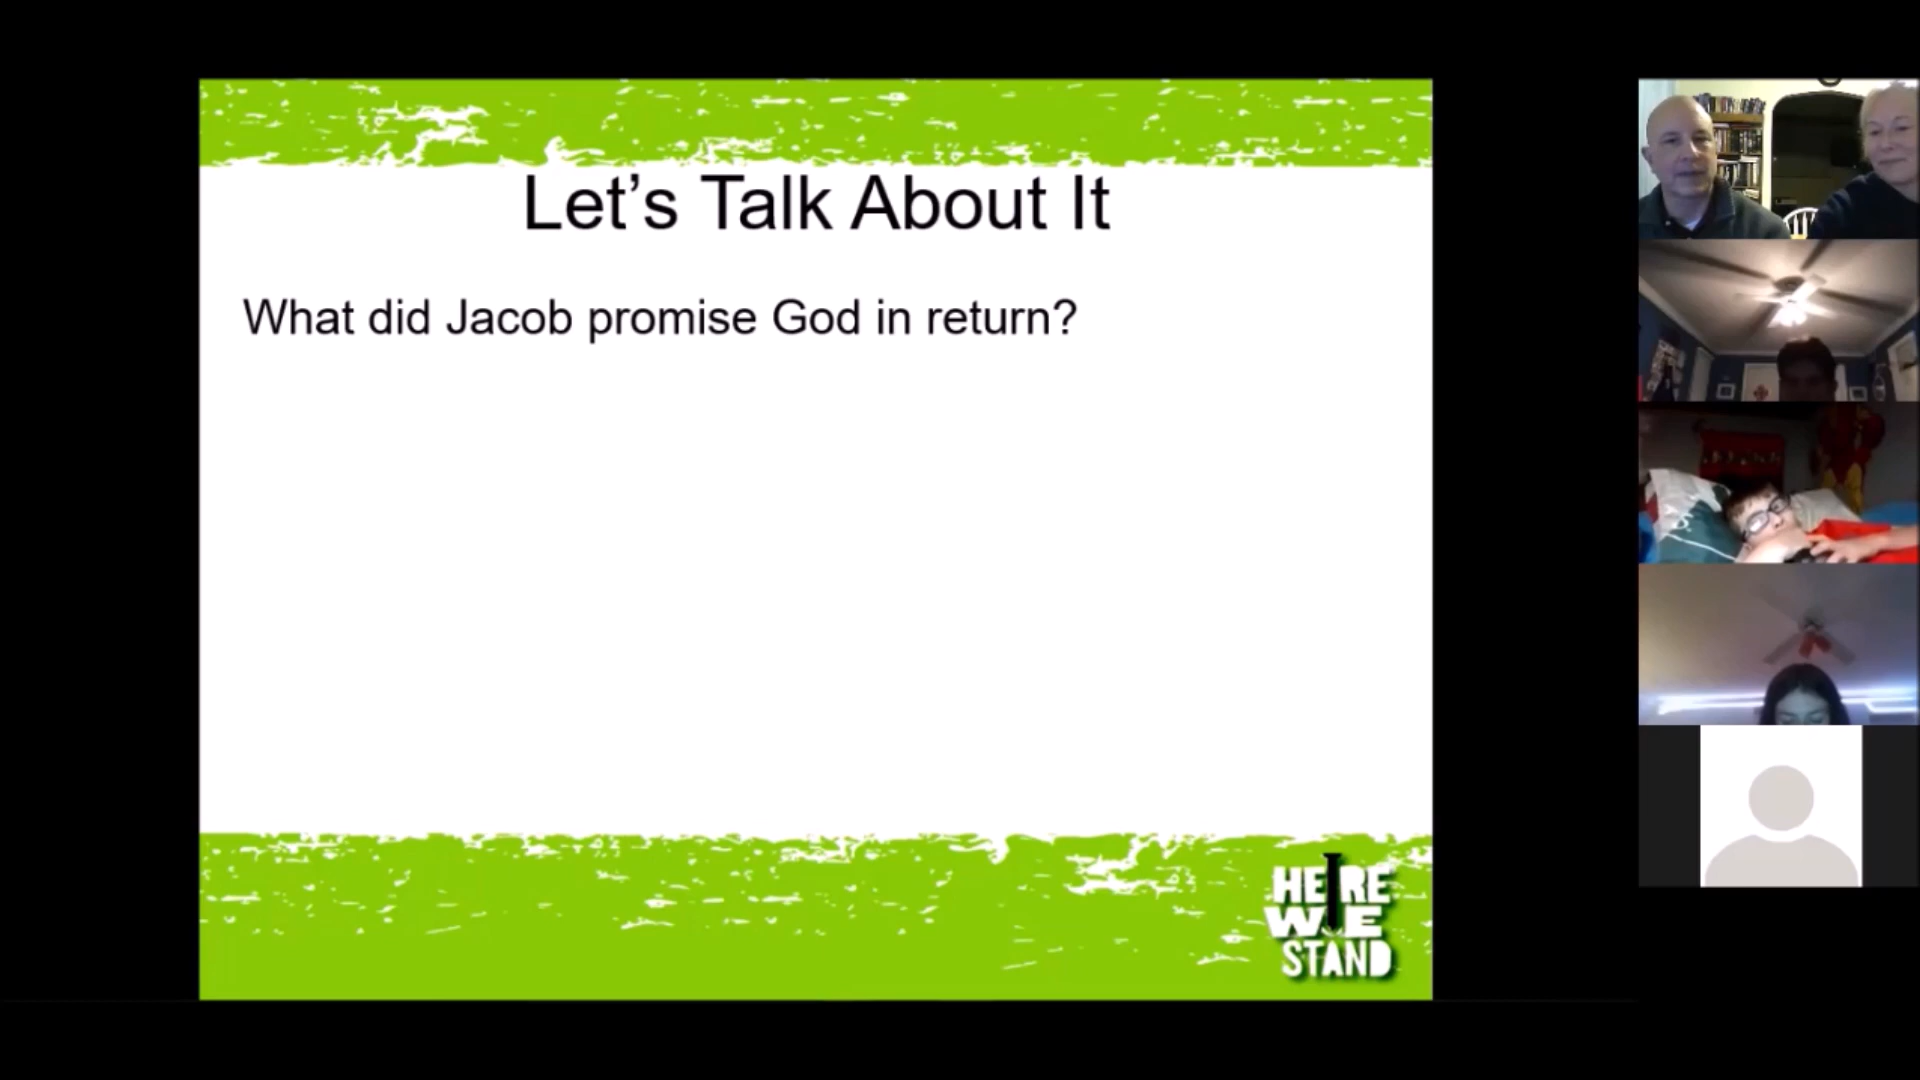 Let’s Talk About It
What did Jacob promise God in return?
HERE
WE
STAND